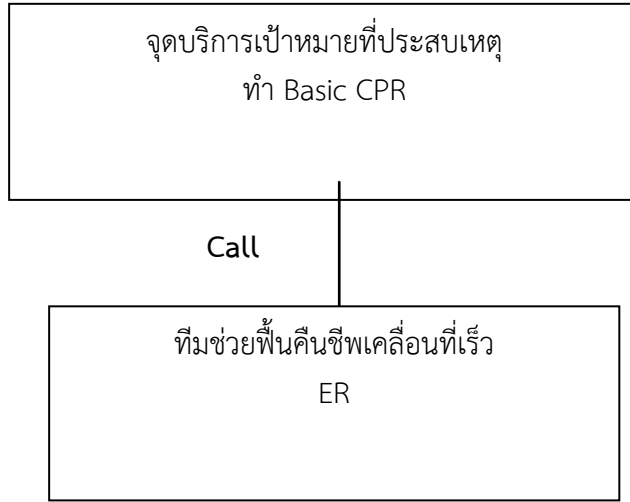 จุดบริการเป้าหมายที่ประสบเหตุ
ทำ Basic CPR
Call
ทีมช่วยฟื้นคืนชีพเคลื่อนที่เร็ว
ER